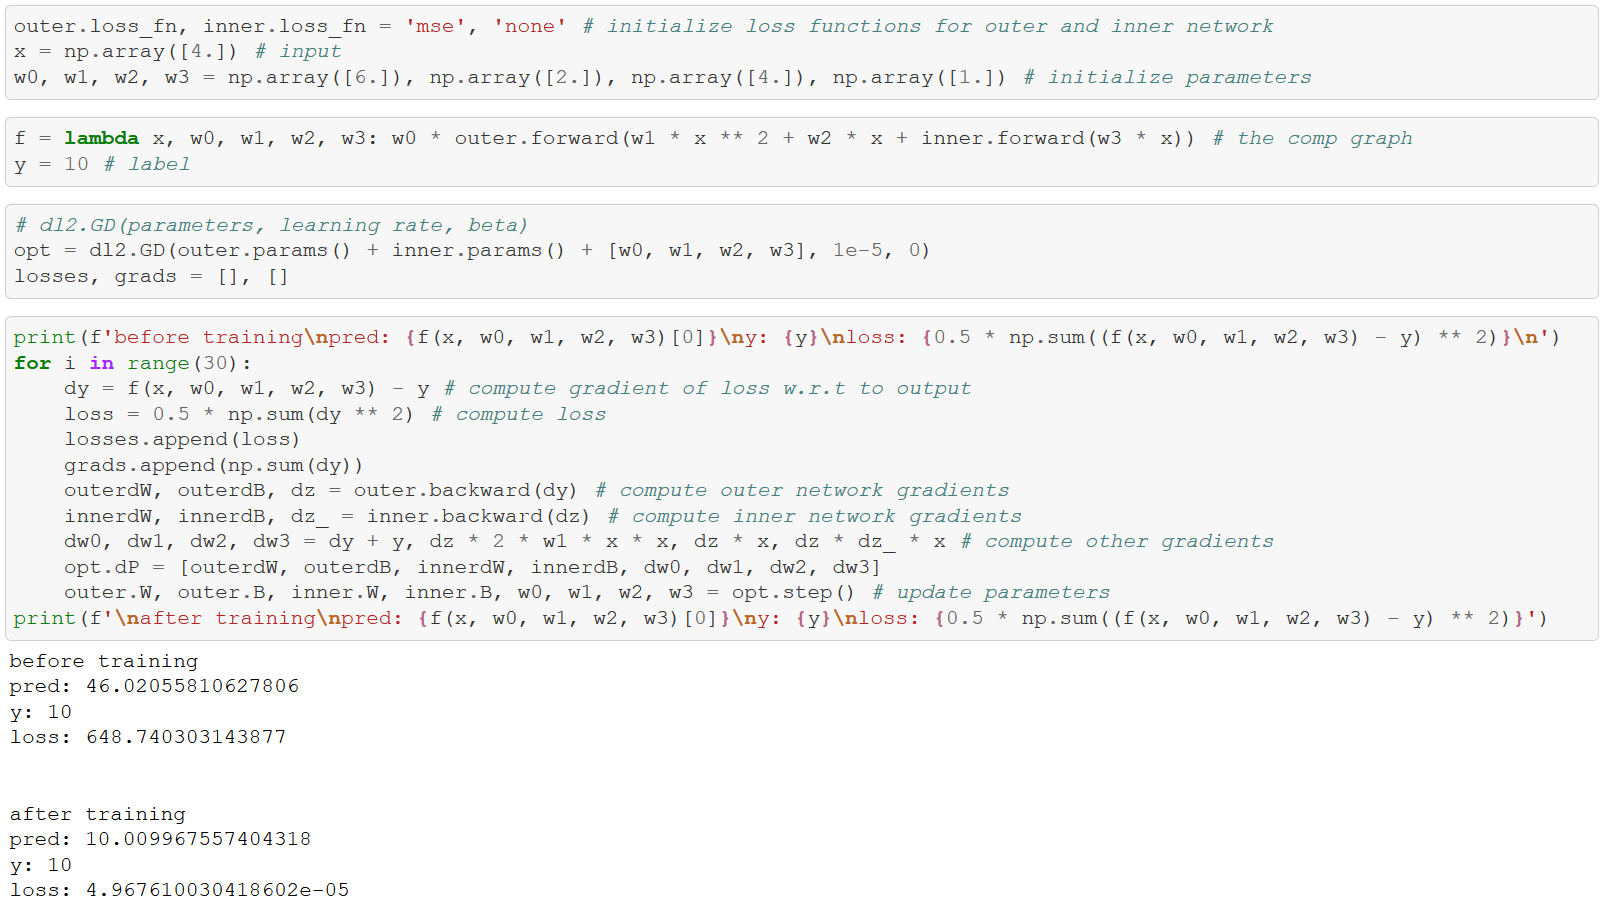 outer.loss_fn, inner.loss_fn = 'mse', 'none' # initialize loss functions for outer and inner network
x = np.array([4.]) # input
w0, w1, w2, w3 = np.array([6.]), np.array([2.]), np.array([4.]), np.array([1.]) # initialize parameters
f = lambda x, w0, w1, w2, w3: w0 * outer.forward(w1 * x ** 2 + w2 * x + inner.forward(w3 * x)) # the comp graph
y = 10 # label
# dl2.GD(parameters, learning rate, beta)
opt = dl2.GD(outer.params() + inner.params() + [w0, w1, w2, w3], 1e-5, 0)
losses, grads = [], []
print(f'before training\npred: {f(x, w0, w1, w2, w3)[0]}\ny: {y}\nloss: {0.5 * np.sum((f(x, w0, w1, w2, w3) - y) ** 2)}\n')
for i in range(30):
    dy = f(x, w0, w1, w2, w3) - y # compute gradient of loss w.r.t to output
    loss = 0.5 * np.sum(dy ** 2) # compute loss
    losses.append(loss)
    grads.append(np.sum(dy))
    outerdW, outerdB, dz = outer.backward(dy) # compute outer network gradients
    innerdW, innerdB, dz_ = inner.backward(dz) # compute inner network gradients
    dw0, dw1, dw2, dw3 = dy + y, dz * 2 * w1 * x * x, dz * x, dz * dz_ * x # compute other gradients
    opt.dP = [outerdW, outerdB, innerdW, innerdB, dw0, dw1, dw2, dw3]
    outer.W, outer.B, inner.W, inner.B, w0, w1, w2, w3 = opt.step() # update parameters
print(f'\nafter training\npred: {f(x, w0, w1, w2, w3)[0]}\ny: {y}\nloss: {0.5 * np.sum((f(x, w0, w1, w2, w3) - y) ** 2)}')
before training
pred: 46.02055810627806
y: 10
loss: 648.740303143877
after training
pred: 10.009967557404318
y: 10
loss: 4.967610030418602e-05